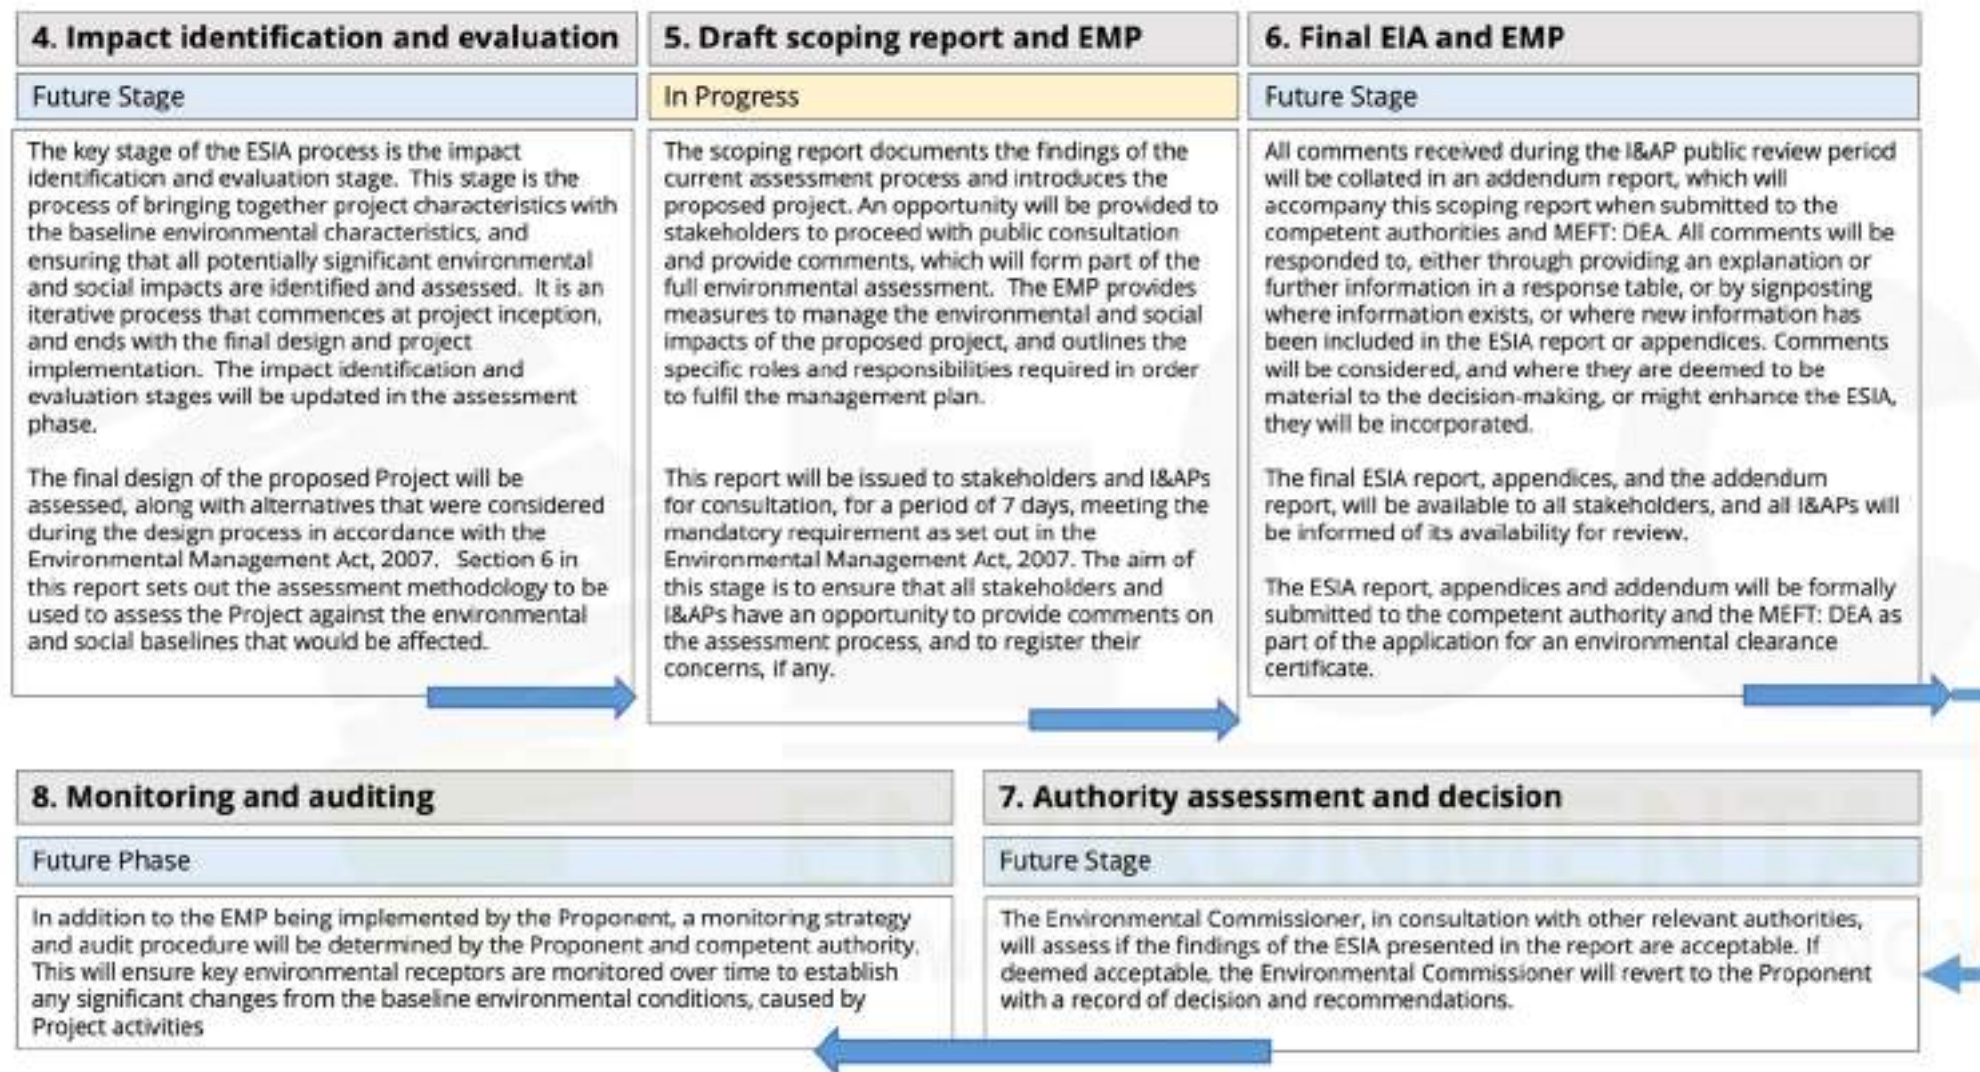 4. Impact identification and evaluation
Future Stage
The key stage of the ESIA process is the impact
identification and evaluation stage. This stage is the
process of bringing together project characteristics with
the baseline environmental characteristics, and
ensuring that all potentially significant environmental
and social impacts are identified and assessed. It is an
iterative process that commences at project inception,
and ends with the final design and project
implementation. The impact identification and
evaluation stages will be updated in the assessment
phase.
The final design of the proposed Project will be
assessed, along with alternatives that were considered
during the design process in accordance with the
Environmental Management Act, 2007. Section 6 in
this report sets out the assessment methodology to be
used to assess the Project against the environmental
and social baselines that would be affected.
5. Draft scoping report and EMP
In Progress
The scoping report documents the findings of the
current assessment process and introduces the
proposed project. An opportunity will be provided to
stakeholders to proceed with public consultation
and provide comments, which will form part of the
full environmental assessment. The EMP provides
measures to manage the environmental and social
impacts of the proposed project, and outlines the
specific roles and responsibilities required in order
to fulfil the management plan.
This report will be issued to stakeholders and I&APs
for consultation, for a period of 7 days, meeting the
mandatory requirement as set out in the
Environmental Management Act, 2007. The aim of
this stage is to ensure that all stakeholders and
I&APs have an opportunity to provide comments on
the assessment process, and to register their
concerns, if any.
6. Final EIA and EMP
Future Stage
All comments received during the I&AP public review period
will be collated in an addendum report, which will
accompany this scoping report when submitted to the
competent authorities and MEFT: DEA. All comments will be
responded to, either through providing an explanation or
further information in a response table, or by signposting
where information exists, or where new information has
been included in the ESIA report or appendices. Comments
will be considered, and where they are deemed to be
material to the decision-making, or might enhance the ESIA,
they will be incorporated.
The final ESIA report, appendices, and the addendum
report, will be available to all stakeholders, and all I&APs will
be informed of its availability for review.
The ESIA report, appendices and addendum will be formally
submitted to the competent authority and the MEFT: DEA as
part of the application for an environmental clearance
certificate.
7. Authority assessment and decision
Future Stage
The Environmental Commissioner, in consultation with other relevant authorities,
will assess if the findings of the ESIA presented in the report are acceptable. If
deemed acceptable, the Environmental Commissioner will revert to the Proponent
with a record of decision and recommendations.
8. Monitoring and auditing
Future Phase
In addition to the EMP being implemented by the Proponent, a monitoring strategy
and audit procedure will be determined by the Proponent and competent authority.
This will ensure key environmental receptors are monitored over time to establish
any significant changes from the baseline environmental conditions, caused by
Project activities